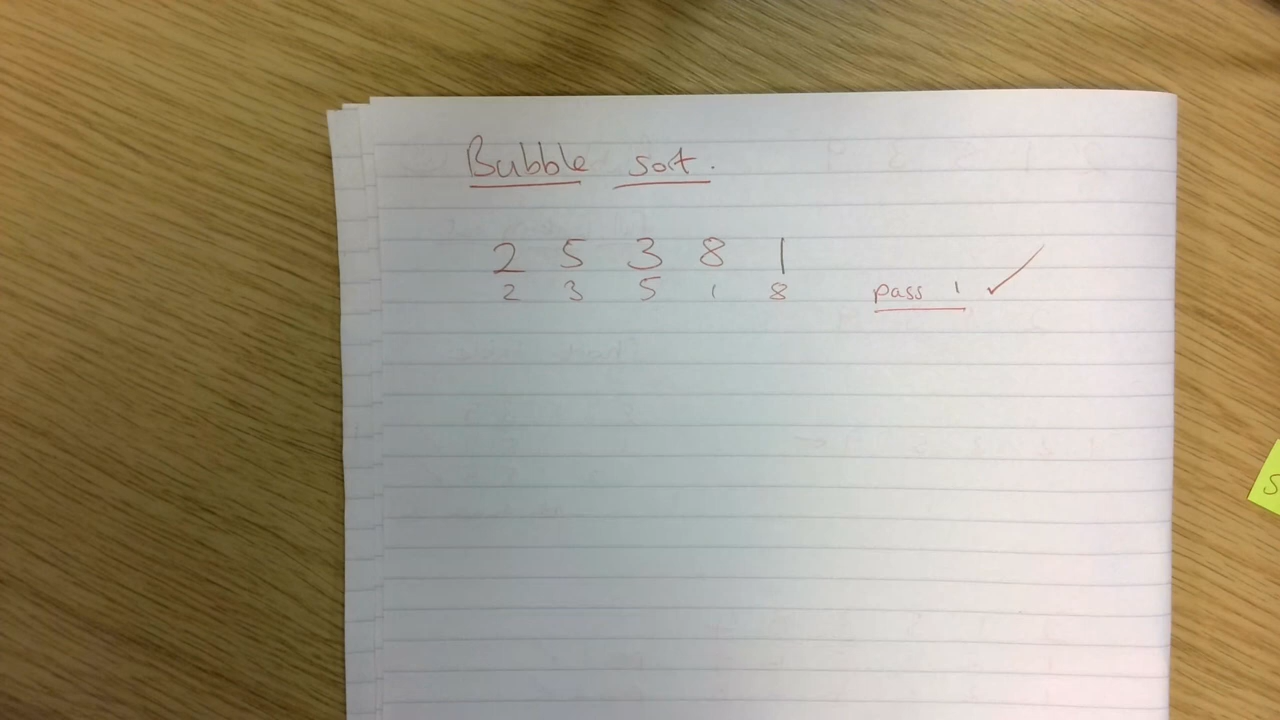 Bubble sort.
2 5 3 8 1
2 3 5 1 8 pass 1 ✓